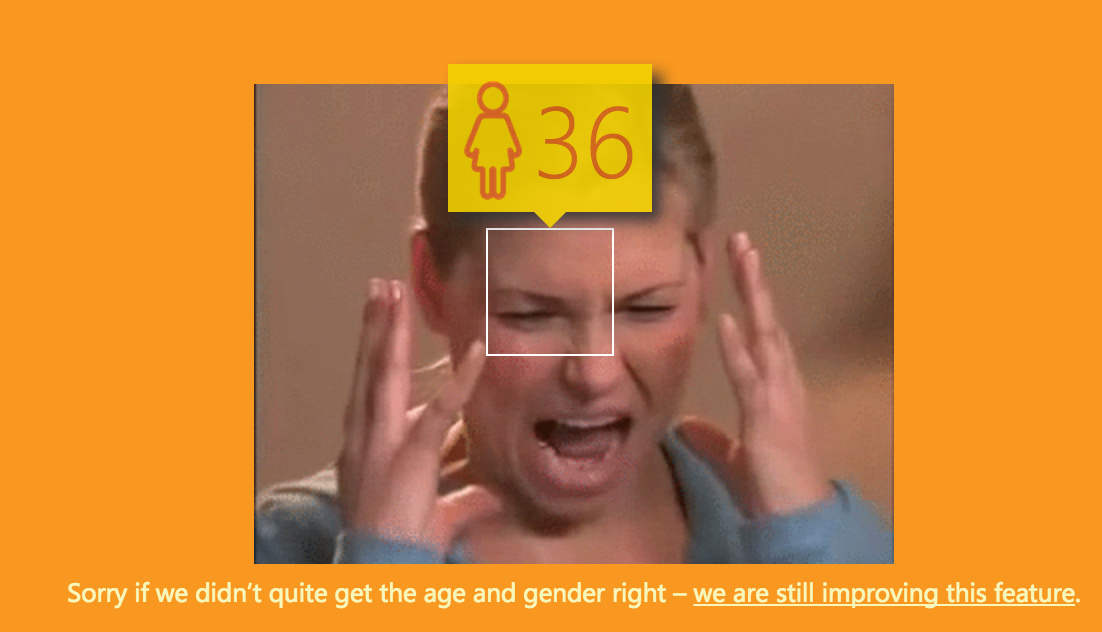 36
Sorry if we didn’t quite get the age and gender right – we are still improving this feature.